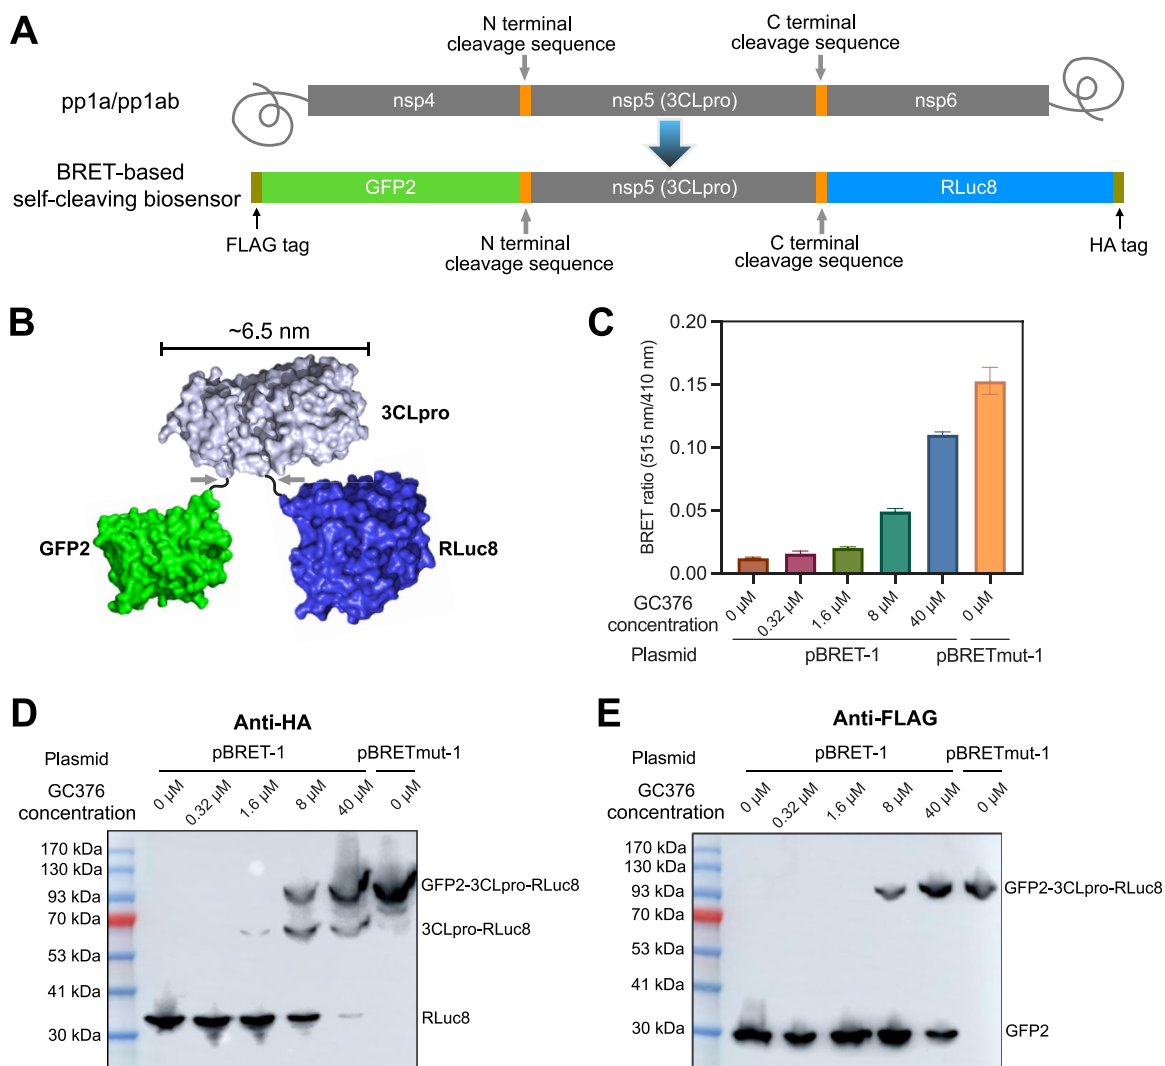 A
N terminal
cleavage sequence
C terminal
cleavage sequence
pp1a/pp1ab
nsp4
nsp5 (3CLpro)
nsp6
BRET-based
self-cleaving biosensor
GFP2
nsp5 (3CLpro)
RLuc8
FLAG tag
N terminal
cleavage sequence
C terminal
cleavage sequence
HA tag
B
~6.5 nm
3CLpro
GFP2
RLuc8
C
BRET ratio (515 nm/410 nm)
0.20
0.15
0.10
0.05
0.00
GC376
concentration
0 µM
0.32 µM
1.6 µM
8 µM
40 µM
0 µM
Plasmid
pBRET-1
pBRETmut-1
D
Anti-HA
Plasmid
pBRET-1
pBRETmut-1
GC376
concentration
0 µM
0.32 µM
1.6 µM
8 µM
40 µM
0 µM
170 kDa
130 kDa
93 kDa
70 kDa
53 kDa
41 kDa
30 kDa
GFP2-3CLpro-RLuc8
3CLpro-RLuc8
RLuc8
E
Anti-FLAG
Plasmid
pBRET-1
pBRETmut-1
GC376
concentration
0 µM
0.32 µM
1.6 µM
8 µM
40 µM
0 µM
170 kDa
130 kDa
93 kDa
70 kDa
53 kDa
41 kDa
30 kDa
GFP2-3CLpro-RLuc8
GFP2